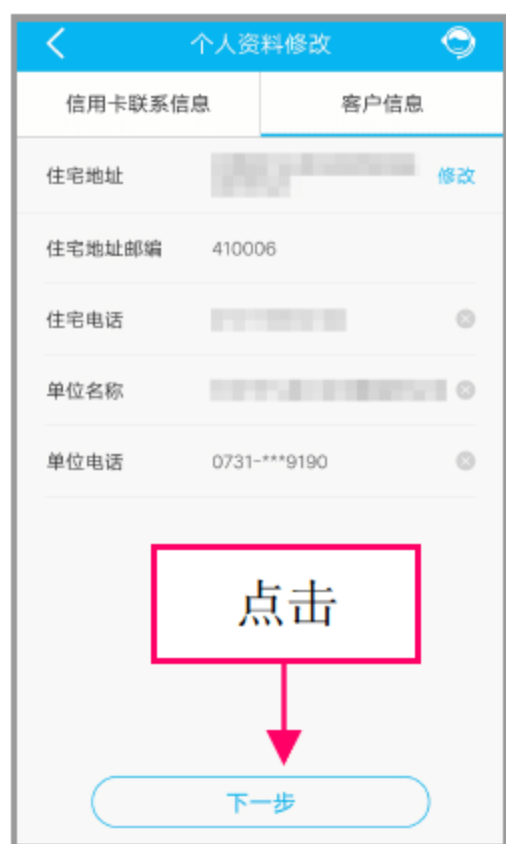 个人资料修改
信用卡联系信息 客户信息
住宅地址 修改
住宅地址邮编 410006
住宅电话
单位名称
单位电话 0731-***9190
点击
下一步